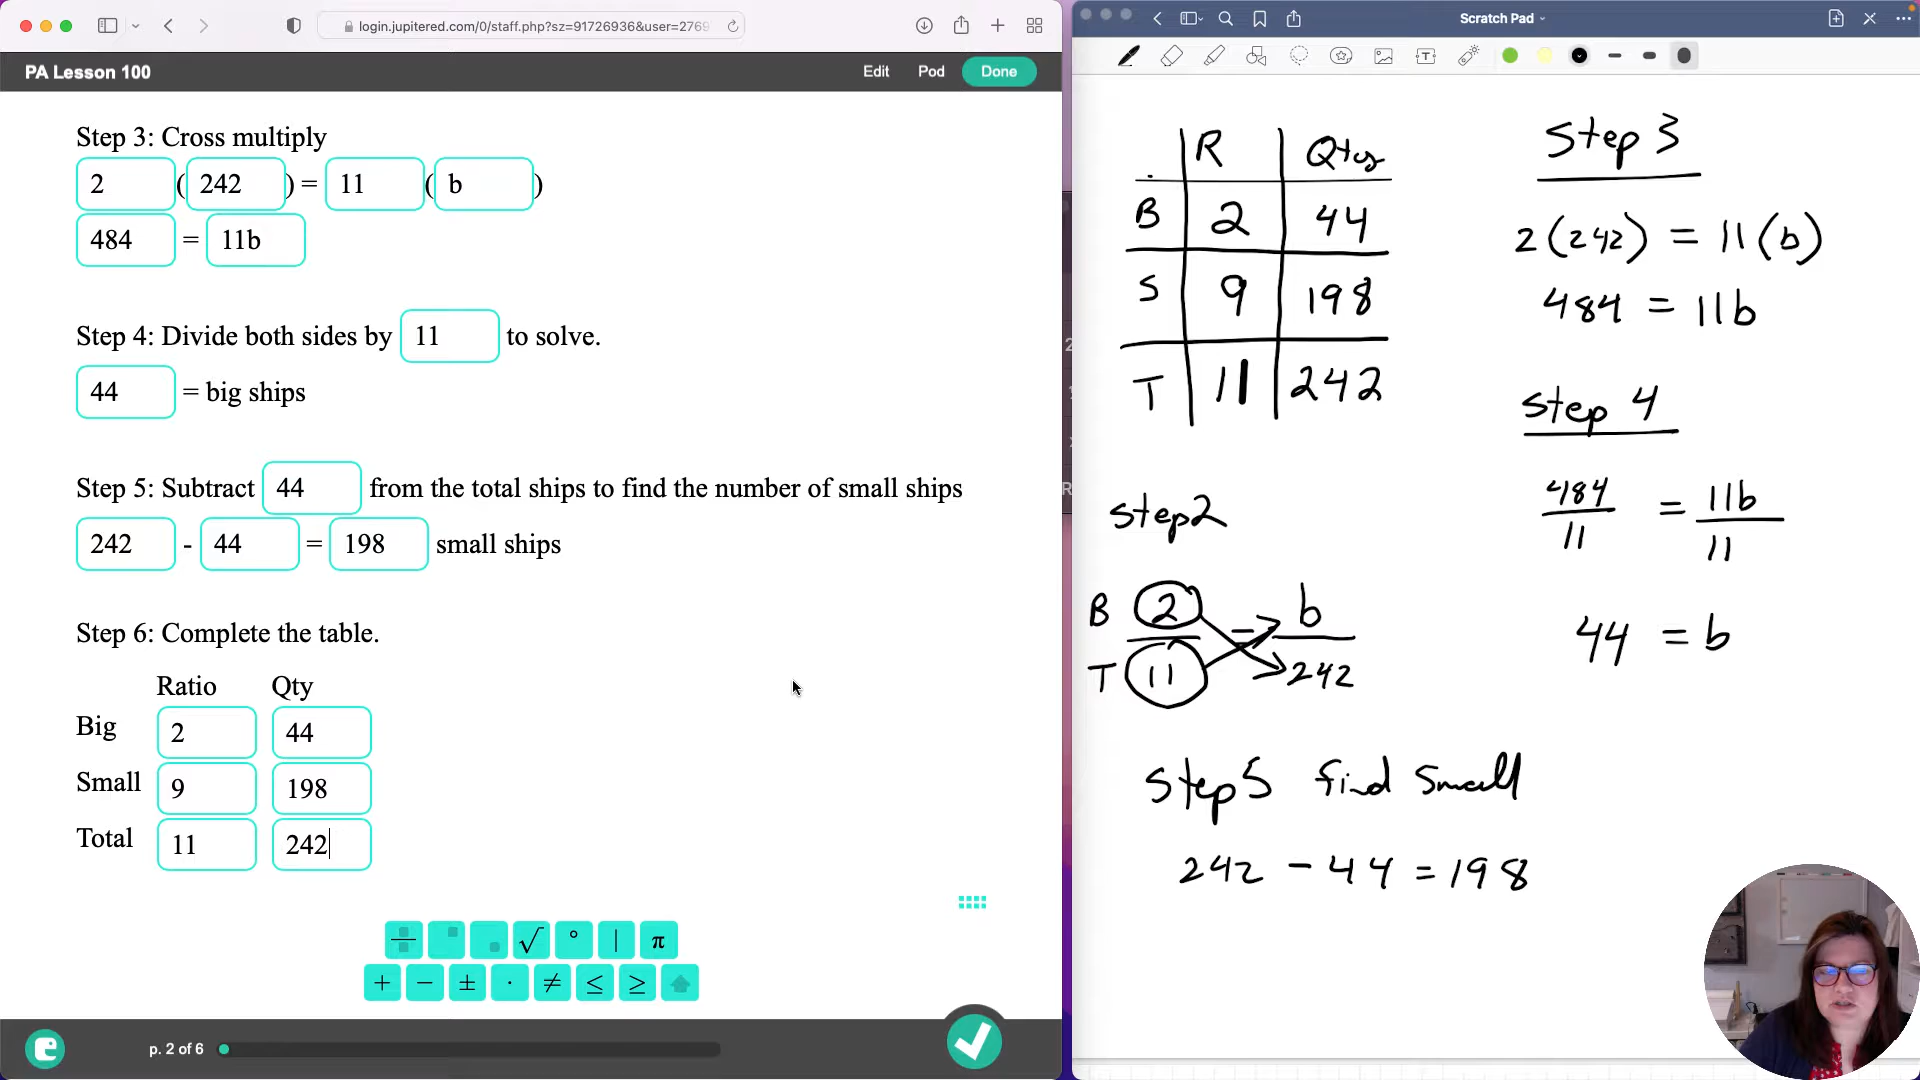 login.jupitered.com/0/staff.php?sz=91726936&user=276
PA Lesson 100
Edit
Pod
Done
Step 3: Cross multiply
2 ( 242 ) = 11 ( b )
484 = 11b
Step 4: Divide both sides by 11 to solve.
44 = big ships
Step 5: Subtract 44 from the total ships to find the number of small ships
242 - 44 = 198 small ships
Step 6: Complete the table.
Ratio Qty
Big 2 44
Small 9 198
Total 11 242
√ ° | π
+ − ± · ≠ ≤ ≥
p. 2 of 6
Scratch Pad
R Qty
B 2 44
S 9 198
T 11 242
Step 2
B 2 = b
T 11 242
Step 3
2 (242) = 11 (b)
484 = 11b
Step 4
484 = 11b
11 11
44 = b
Step 5 find small
242 - 44 = 198